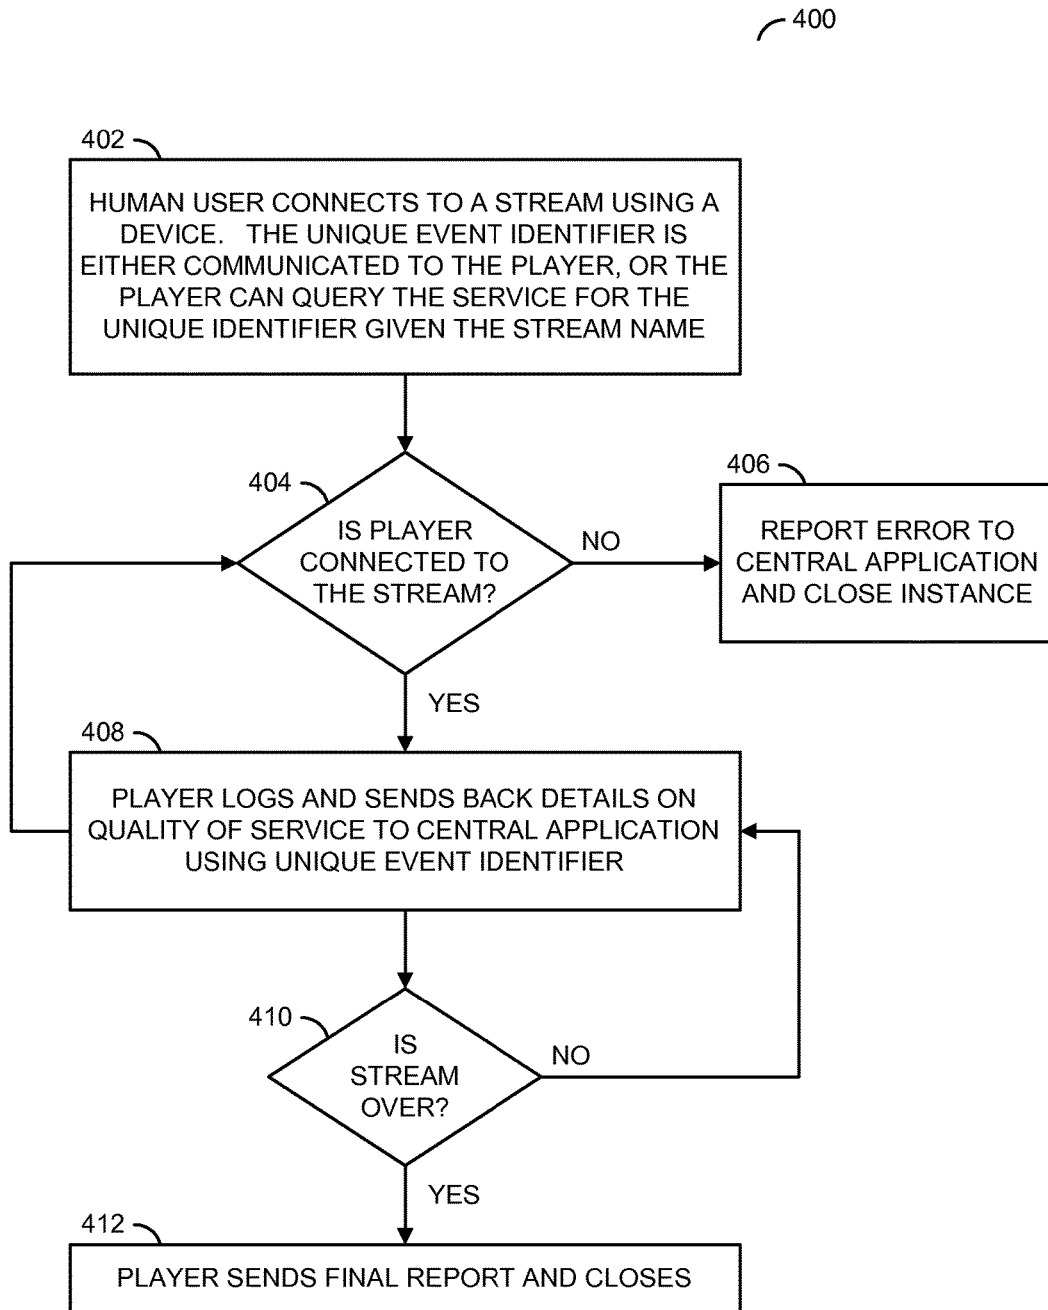 400
402
HUMAN USER CONNECTS TO A STREAM USING A
DEVICE. THE UNIQUE EVENT IDENTIFIER IS
EITHER COMMUNICATED TO THE PLAYER, OR THE
PLAYER CAN QUERY THE SERVICE FOR THE
UNIQUE IDENTIFIER GIVEN THE STREAM NAME
404
IS PLAYER
CONNECTED TO
THE STREAM?
NO
406
REPORT ERROR TO
CENTRAL APPLICATION
AND CLOSE INSTANCE
YES
408
PLAYER LOGS AND SENDS BACK DETAILS ON
QUALITY OF SERVICE TO CENTRAL APPLICATION
USING UNIQUE EVENT IDENTIFIER
410
IS
STREAM
OVER?
NO
YES
412
PLAYER SENDS FINAL REPORT AND CLOSES